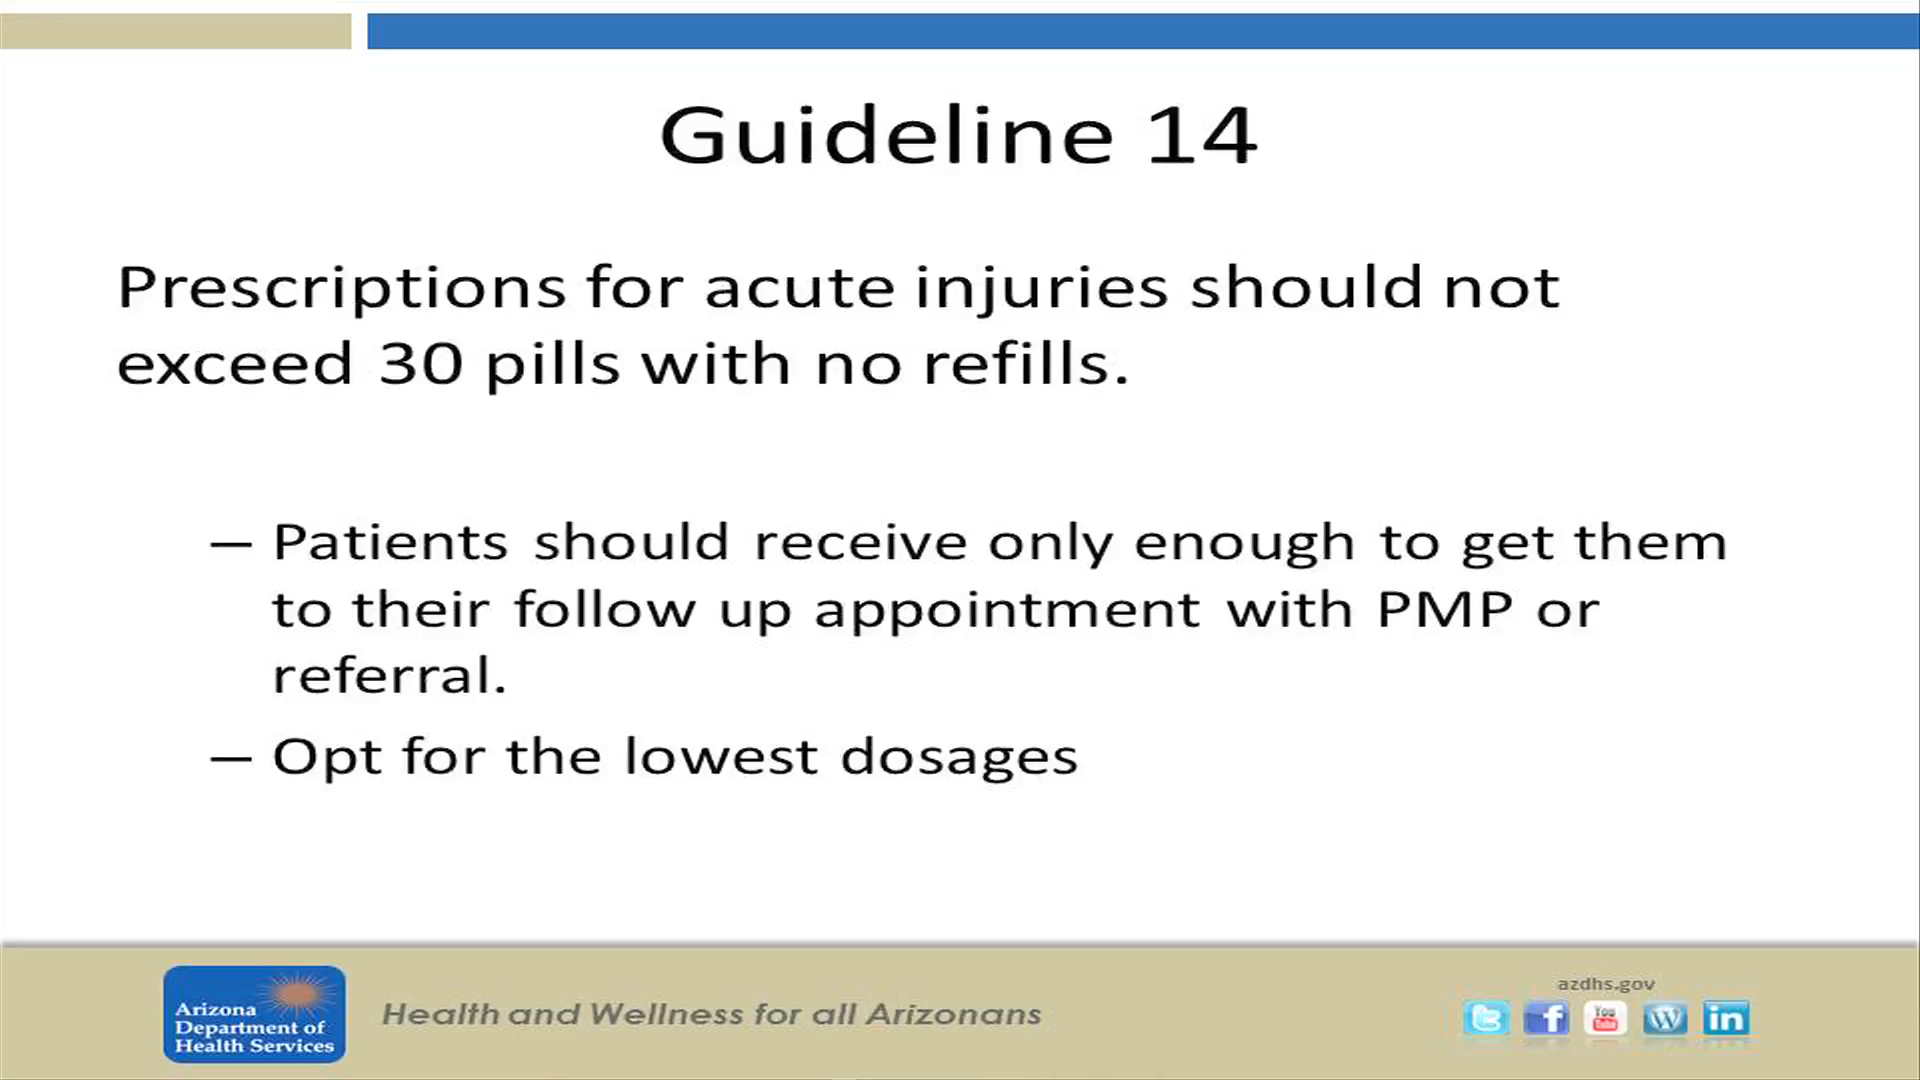 Guideline 14
Prescriptions for acute injuries should not
exceed 30 pills with no refills.
– Patients should receive only enough to get them
to their follow up appointment with PMP or
referral.
– Opt for the lowest dosages
Arizona
Department of
Health Services
Health and Wellness for all Arizonans
azdhs.gov
You
Tube